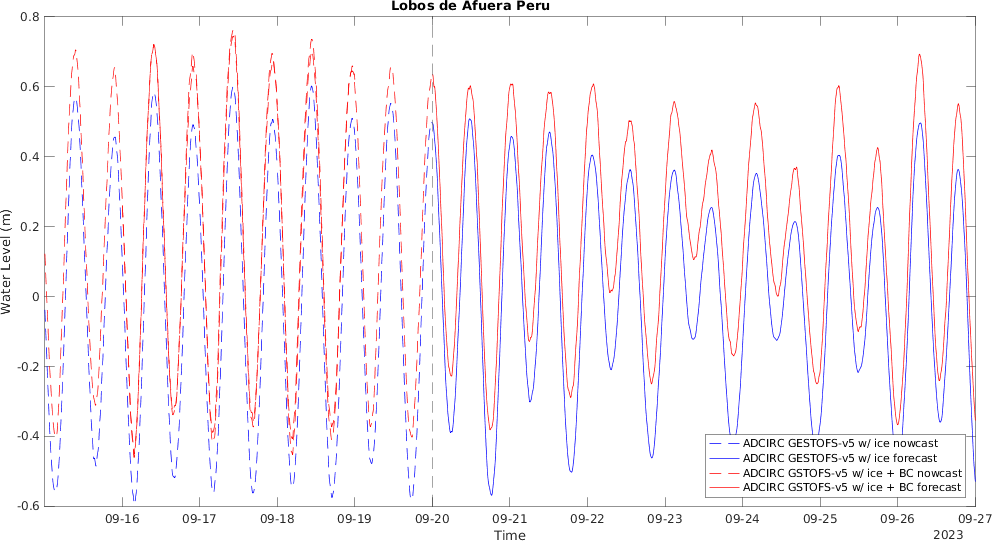 Lobos de Afuera Peru
0.8
0.6
0.4
0.2
0
-0.2
-0.4
-0.6
Water Level (m)
ADCIRC GESTOFS-v5 w/ ice nowcast
ADCIRC GESTOFS-v5 w/ ice forecast
ADCIRC GSTOFS-v5 w/ ice + BC nowcast
ADCIRC GSTOFS-v5 w/ ice + BC forecast
09-16 09-17 09-18 09-19 09-20 09-21 09-22 09-23 09-24 09-25 09-26 09-27
Time
2023